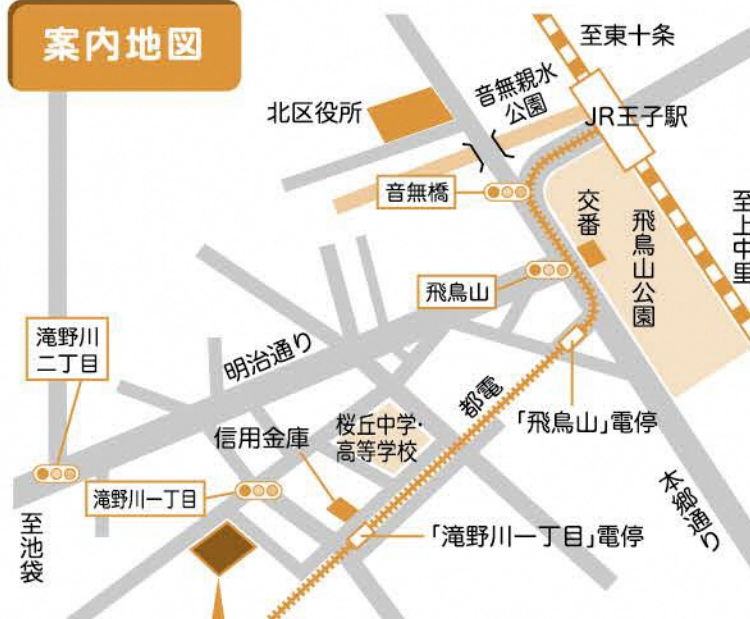 案内地図
至東十条
音無親水
公園
北区役所
JR王子駅
音無橋
交番
飛鳥山公園
至上中里
飛鳥山
滝野川
二丁目
明治通り
都電
「飛鳥山」電停
桜丘中学・
高等学校
信用金庫
滝野川一丁目
本郷通り
至池袋
「滝野川一丁目」電停